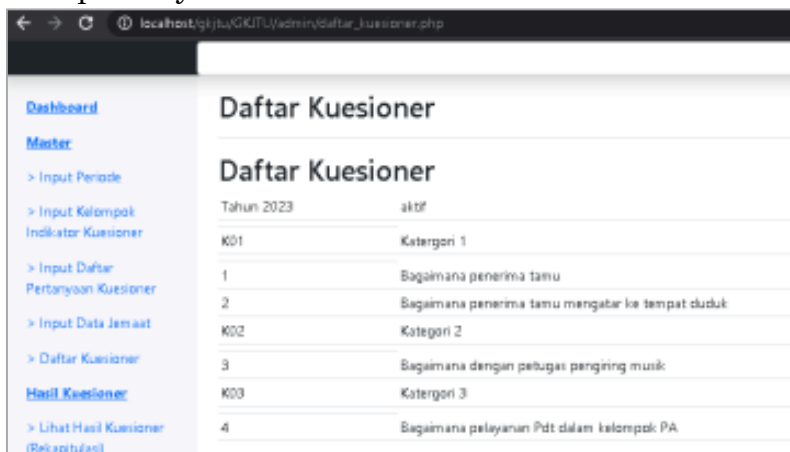 localhost/gkjtu/GKJTU/admin/daftar_kuesioner.php
Dashboard
Master
> Input Periode
> Input Kelompok
Indikator Kuesioner
> Input Daftar
Pertanyaan Kuesioner
> Input Data Jemaat
> Daftar Kuesioner
Hasil Kuesioner
> Lihat Hasil Kuesioner
(Rekapitulasi)
Daftar Kuesioner
Daftar Kuesioner
Tahun 2023 aktif
K01 Katergori 1
1 Bagaimana penerima tamu
2 Bagaimana penerima tamu mengatar ke tempat duduk
K02 Kategori 2
3 Bagaimana dengan petugas pengiring musik
K03 Katergori 3
4 Bagaimana pelayanan Pdt dalam kelompok PA